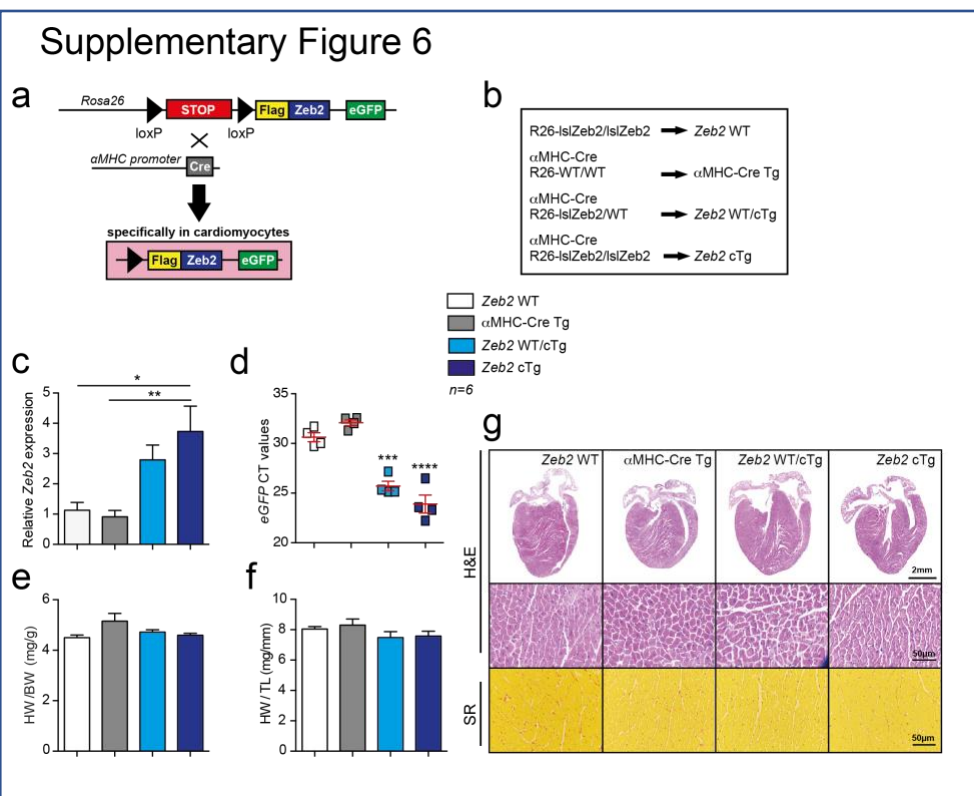 Supplementary Figure 6
a
Rosa26
STOP
Flag Zeb2
eGFP
loxP
loxP
αMHC promoter
Cre
specifically in cardiomyocytes
Flag Zeb2
eGFP
b
R26-lslZeb2/lslZeb2 Zeb2 WT
αMHC-Cre
R26-WT/WT αMHC-Cre Tg
αMHC-Cre
R26-lslZeb2/WT Zeb2 WT/cTg
αMHC-Cre
R26-lslZeb2/lslZeb2 Zeb2 cTg
Zeb2 WT
αMHC-Cre Tg
Zeb2 WT/cTg
Zeb2 cTg
n=6
c
Relative Zeb2 expression
5
4
3
2
1
0
*
**
d
eGFP CT values
35
30
25
20
***
****
e
HW/BW (mg/g)
6
4
2
0
f
HW/TL (mg/mm)
10
8
6
4
2
0
g
Zeb2 WT
αMHC-Cre Tg
Zeb2 WT/cTg
Zeb2 cTg
H&E
2mm
50µm
SR
50µm